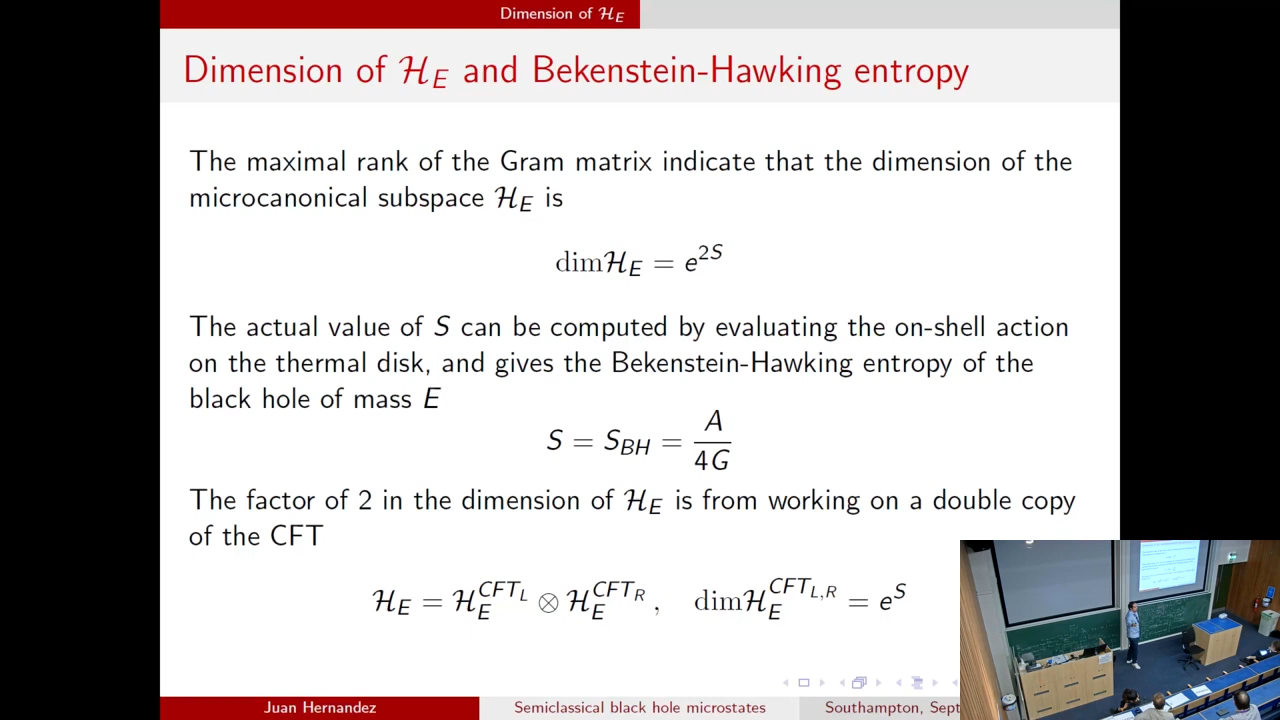 Dimension of ℋ_E
Dimension of ℋ_E and Bekenstein-Hawking entropy
The maximal rank of the Gram matrix indicate that the dimension of the
microcanonical subspace ℋ_E is
dimℋ_E = e^{2S}
The actual value of S can be computed by evaluating the on-shell action
on the thermal disk, and gives the Bekenstein-Hawking entropy of the
black hole of mass E
S = S_{BH} = \frac{A}{4G}
The factor of 2 in the dimension of ℋ_E is from working on a double copy
of the CFT
ℋ_E = ℋ_E^{CFT_L} ⊗ ℋ_E^{CFT_R} , dimℋ_E^{CFT_{L,R}} = e^S
Juan Hernandez
Semiclassical black hole microstates
Southampton, Sept